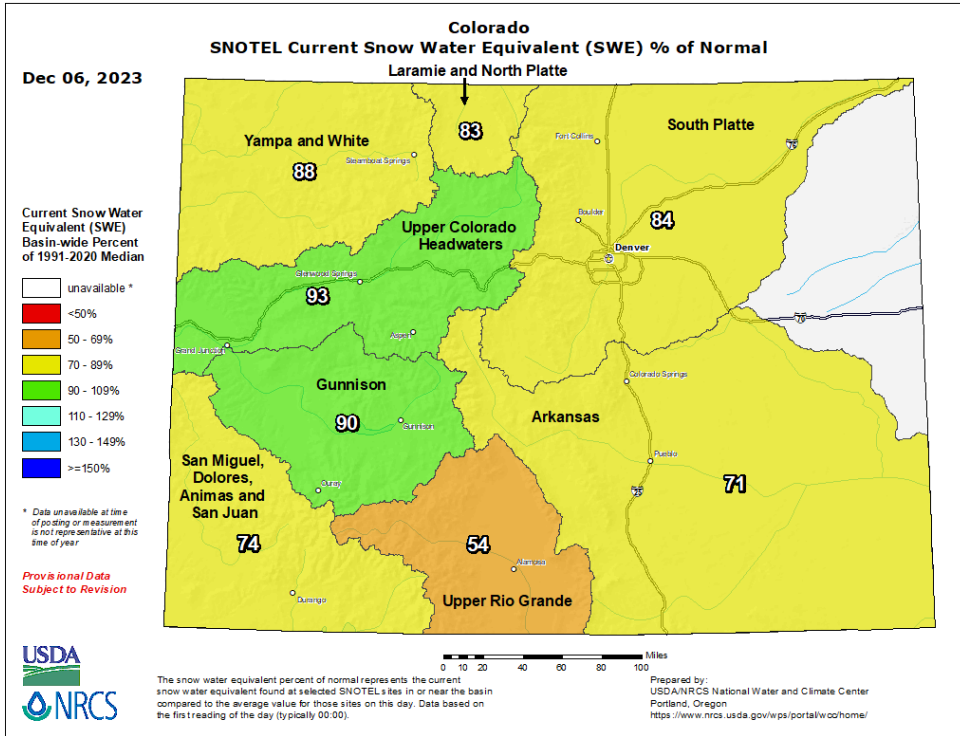 Colorado
SNOTEL Current Snow Water Equivalent (SWE) % of Normal
Dec 06, 2023
Laramie and North Platte
83
Yampa and White
88
Steamboat Springs
Fort Collins
South Platte
76
Boulder
84
Denver
Upper Colorado
Headwaters
Glenwood Springs
93
70
Aspen
Grand Junction
Gunnison
90
Gunnison
Colorado Springs
Arkansas
Pueblo
71
25
San Miguel,
Dolores,
Animas and
San Juan
74
Ouray
Durango
54
Alamosa
Upper Rio Grande
Current Snow Water
Equivalent (SWE)
Basin-wide Percent
of 1991-2020 Median
unavailable *
<50%
50 - 69%
70 - 89%
90 - 109%
110 - 129%
130 - 149%
>=150%
* Data unavailable at time
of posting or measurement
is not representative at this
time of year
Provisional Data
Subject to Revision
USDA
NRCS
Miles
0 10 20 40 60 80 100
The snow water equivalent percent of normal represents the current
snow water equivalent found at selected SNOTEL sites in or near the basin
compared to the average value for those sites on this day. Data based on
the first reading of the day (typically 00:00).
Prepared by:
USDA/NRCS National Water and Climate Center
Portland, Oregon
https://www.nrcs.usda.gov/wps/portal/wcc/home/